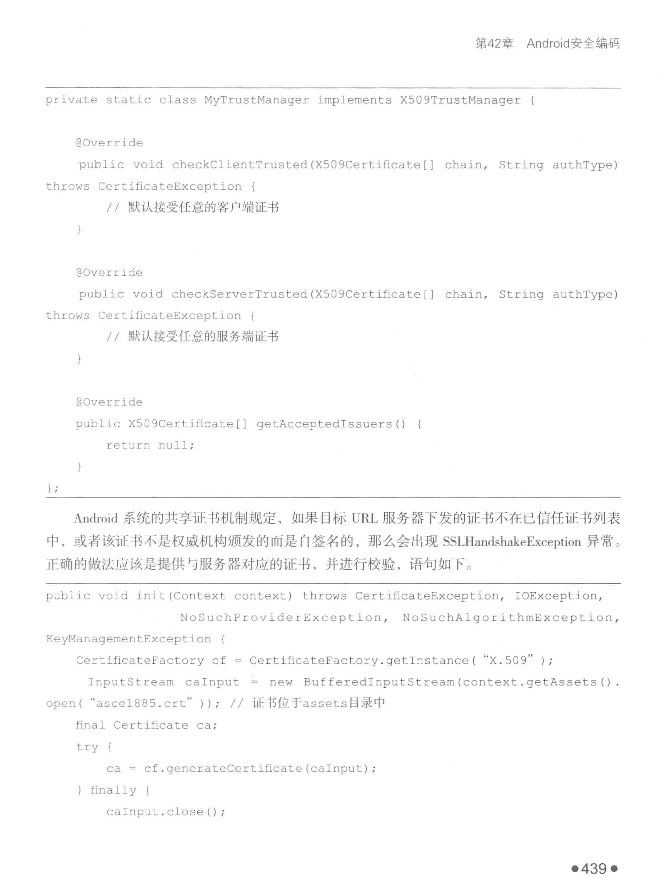 第42章 Android安全编码
private static class MyTrustManager implements X509TrustManager {
@Override
public void checkClientTrusted(X509Certificate[] chain, String authType)
throws CertificateException {
// 默认接受任意的客户端证书
}
@Override
public void checkServerTrusted(X509Certificate[] chain, String authType)
throws CertificateException {
// 默认接受任意的服务端证书
}
@Override
public X509Certificate[] getAcceptedIssuers() {
return null;
}
};
Android 系统的共享证书机制规定，如果目标 URL 服务器下发的证书不在已信任证书列表
中，或者该证书不是权威机构颁发的而是自签名的，那么会出现 SSLHandshakeException 异常。
正确的做法应该是提供与服务器对应的证书，并进行校验，语句如下。
public void init(Context context) throws CertificateException, IOException,
NoSuchProviderException, NoSuchAlgorithmException,
KeyManagementException {
CertificateFactory cf = CertificateFactory.getInstance( “X.509” );
InputStream caInput = new BufferedInputStream(context.getAssets().
open( “asce1885.crt” )); // 证书位于assets目录中
final Certificate ca;
try {
ca = cf.generateCertificate(caInput);
} finally {
caInput.close();
●439●